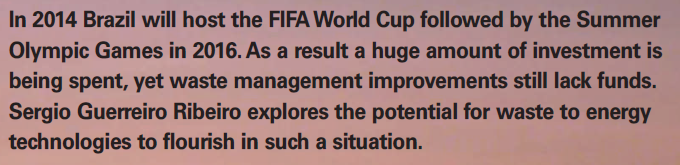 In 2014 Brazil will host the FIFA World Cup followed by the Summer
Olympic Games in 2016. As a result a huge amount of investment is
being spent, yet waste management improvements still lack funds.
Sergio Guerreiro Ribeiro explores the potential for waste to energy
technologies to flourish in such a situation.